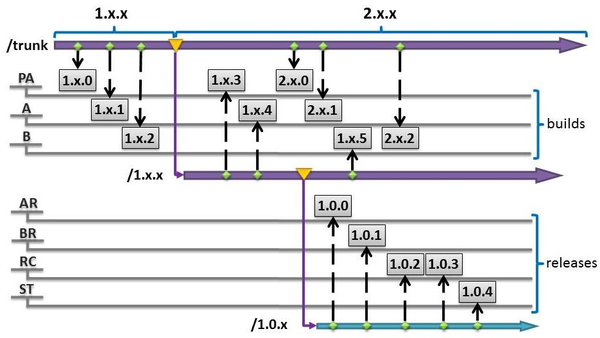 1.x.x 2.x.x
/trunk
PA 1.x.0 1.x.3 2.x.0
A 1.x.1 1.x.4 2.x.1 builds
B 1.x.2 1.x.5 2.x.2
/1.x.x
AR 1.0.0
BR 1.0.1
RC 1.0.2 1.0.3 releases
ST 1.0.4
/1.0.x